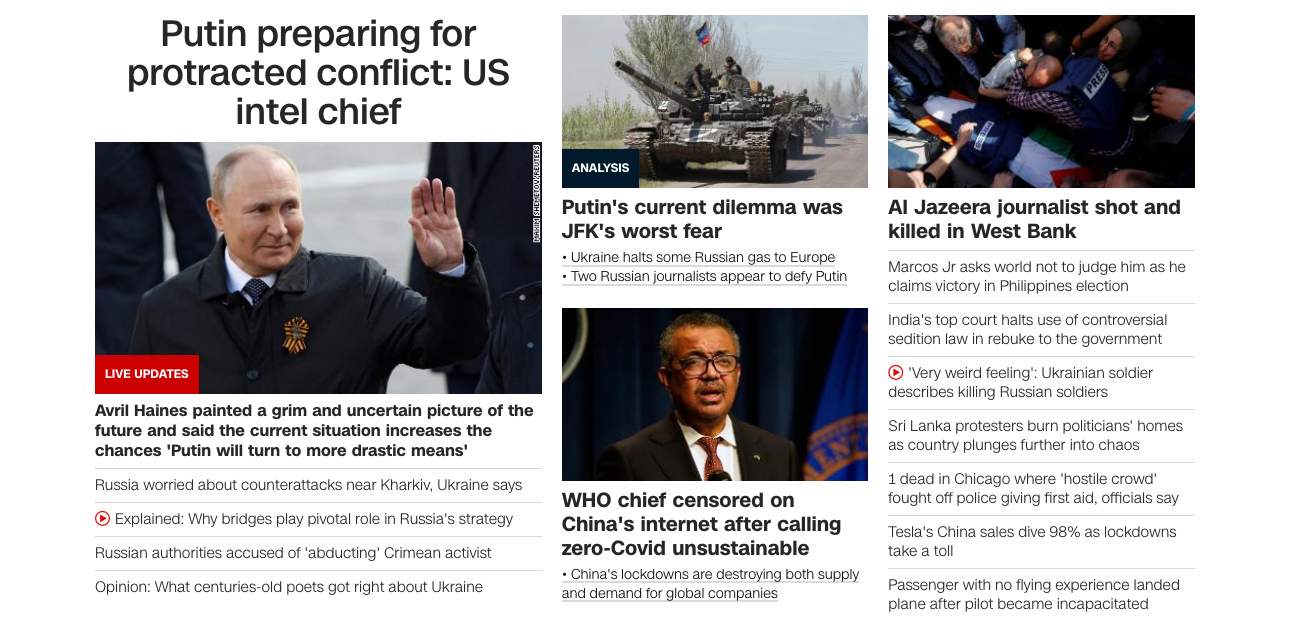 Putin preparing for
protracted conflict: US
intel chief
MAXIM SHEMETOV/REUTERS
LIVE UPDATES
Avril Haines painted a grim and uncertain picture of the
future and said the current situation increases the
chances 'Putin will turn to more drastic means'
Russia worried about counterattacks near Kharkiv, Ukraine says
Explained: Why bridges play pivotal role in Russia's strategy
Russian authorities accused of 'abducting' Crimean activist
Opinion: What centuries-old poets got right about Ukraine
ANALYSIS
Putin's current dilemma was
JFK's worst fear
• Ukraine halts some Russian gas to Europe
• Two Russian journalists appear to defy Putin
WHO chief censored on
China's internet after calling
zero-Covid unsustainable
• China's lockdowns are destroying both supply
and demand for global companies
PRESS
Al Jazeera journalist shot and
killed in West Bank
Marcos Jr asks world not to judge him as he
claims victory in Philippines election
India's top court halts use of controversial
sedition law in rebuke to the government
'Very weird feeling': Ukrainian soldier
describes killing Russian soldiers
Sri Lanka protesters burn politicians' homes
as country plunges further into chaos
1 dead in Chicago where 'hostile crowd'
fought off police giving first aid, officials say
Tesla's China sales dive 98% as lockdowns
take a toll
Passenger with no flying experience landed
plane after pilot became incapacitated